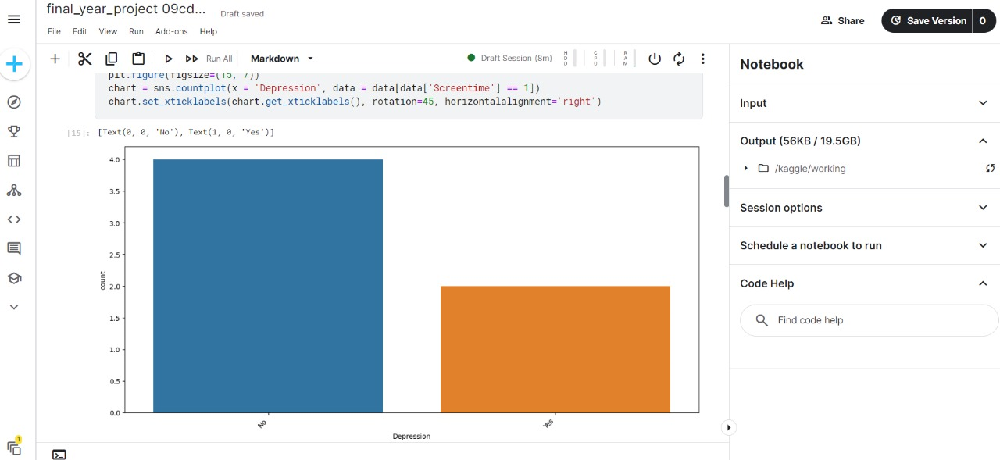 final_year_project 09cd...
Draft saved
Share
Save Version
0
File
Edit
View
Run
Add-ons
Help
Run All
Markdown
Draft Session (8m)
HDD
CPU
RAM
plt.figure(figsize=(15, 7))
chart = sns.countplot(x = 'Depression', data = data[data['Screentime'] == 1])
chart.set_xticklabels(chart.get_xticklabels(), rotation=45, horizontalalignment='right')
[15]:
[Text(0, 0, 'No'), Text(1, 0, 'Yes')]
4.0
3.5
3.0
2.5
2.0
1.5
1.0
0.5
0.0
count
No
Yes
Depression
1
Notebook
Input
Output (56KB / 19.5GB)
/kaggle/working
Session options
Schedule a notebook to run
Code Help
Find code help